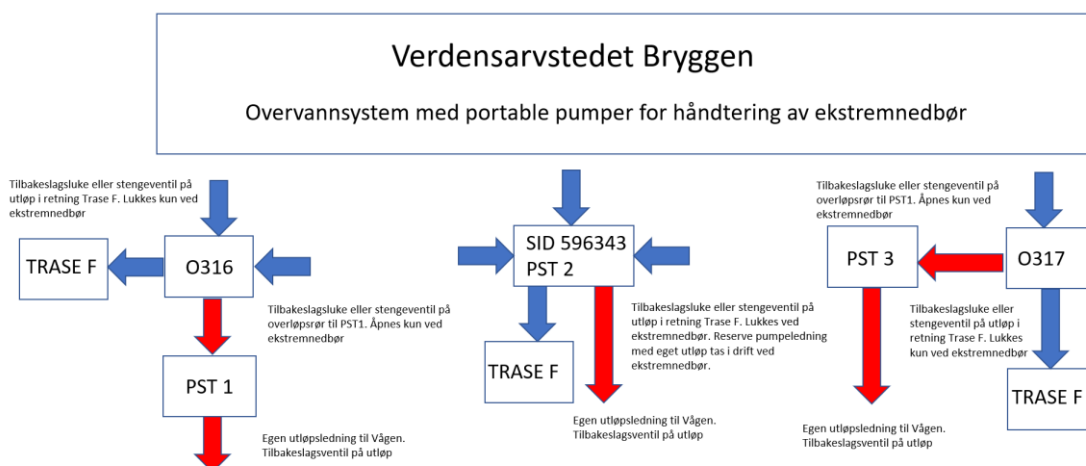 Verdensarvstedet Bryggen
Overvannsystem med portable pumper for håndtering av ekstremnedbør
Tilbakeslagsluke eller stengeventil på
utløp i retning Trase F. Lukkes kun ved
ekstremnedbør
TRASE F
O316
Tilbakeslagsluke eller stengeventil på
overløpsrør til PST1. Åpnes kun ved
ekstremnedbør
PST 1
Egen utløpsledning til Vågen.
Tilbakeslagsventil på utløp
SID 596343
PST 2
Tilbakeslagsluke eller stengeventil på
utløp i retning Trase F. Lukkes ved
ekstremnedbør. Reserve pumpeledning
med eget utløp tas i drift ved
ekstremnedbør.
TRASE F
Egen utløpsledning til Vågen.
Tilbakeslagsventil på utløp
Tilbakeslagsluke eller stengeventil på
overløpsrør til PST1. Åpnes kun ved
ekstremnedbør
PST 3
O317
Tilbakeslagsluke eller
stengeventil på utløp i
retning Trase F. Lukkes
kun ved ekstremnedbør
TRASE F
Egen utløpsledning til Vågen.
Tilbakeslagsventil på utløp